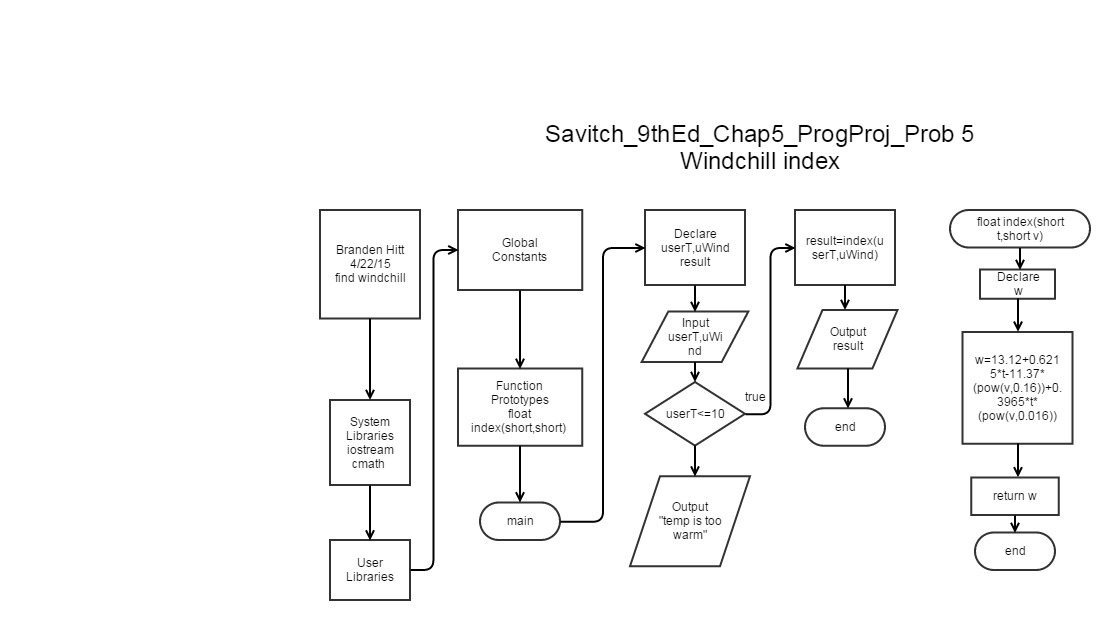 Savitch_9thEd_Chap5_ProgProj_Prob 5
Windchill index
Branden Hitt
4/22/15
find windchill
System
Libraries
iostream
cmath
User
Libraries
Global
Constants
Function
Prototypes
float
index(short,short)
main
Declare
userT,uWind
result
Input
userT,uWi
nd
userT<=10
true
Output
"temp is too
warm"
result=index(u
serT,uWind)
Output
result
end
float index(short
t,short v)
Declare
w
w=13.12+0.621
5*t-11.37*
(pow(v,0.16))+0.
3965*t*
(pow(v,0.016))
return w
end